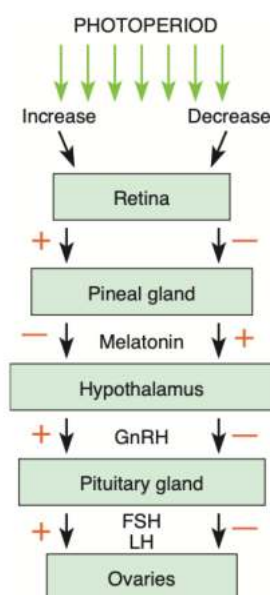 PHOTOPERIOD
Increase Decrease
Retina
+ −
Pineal gland
− Melatonin +
Hypothalamus
+ GnRH −
Pituitary gland
+ FSH −
LH
Ovaries